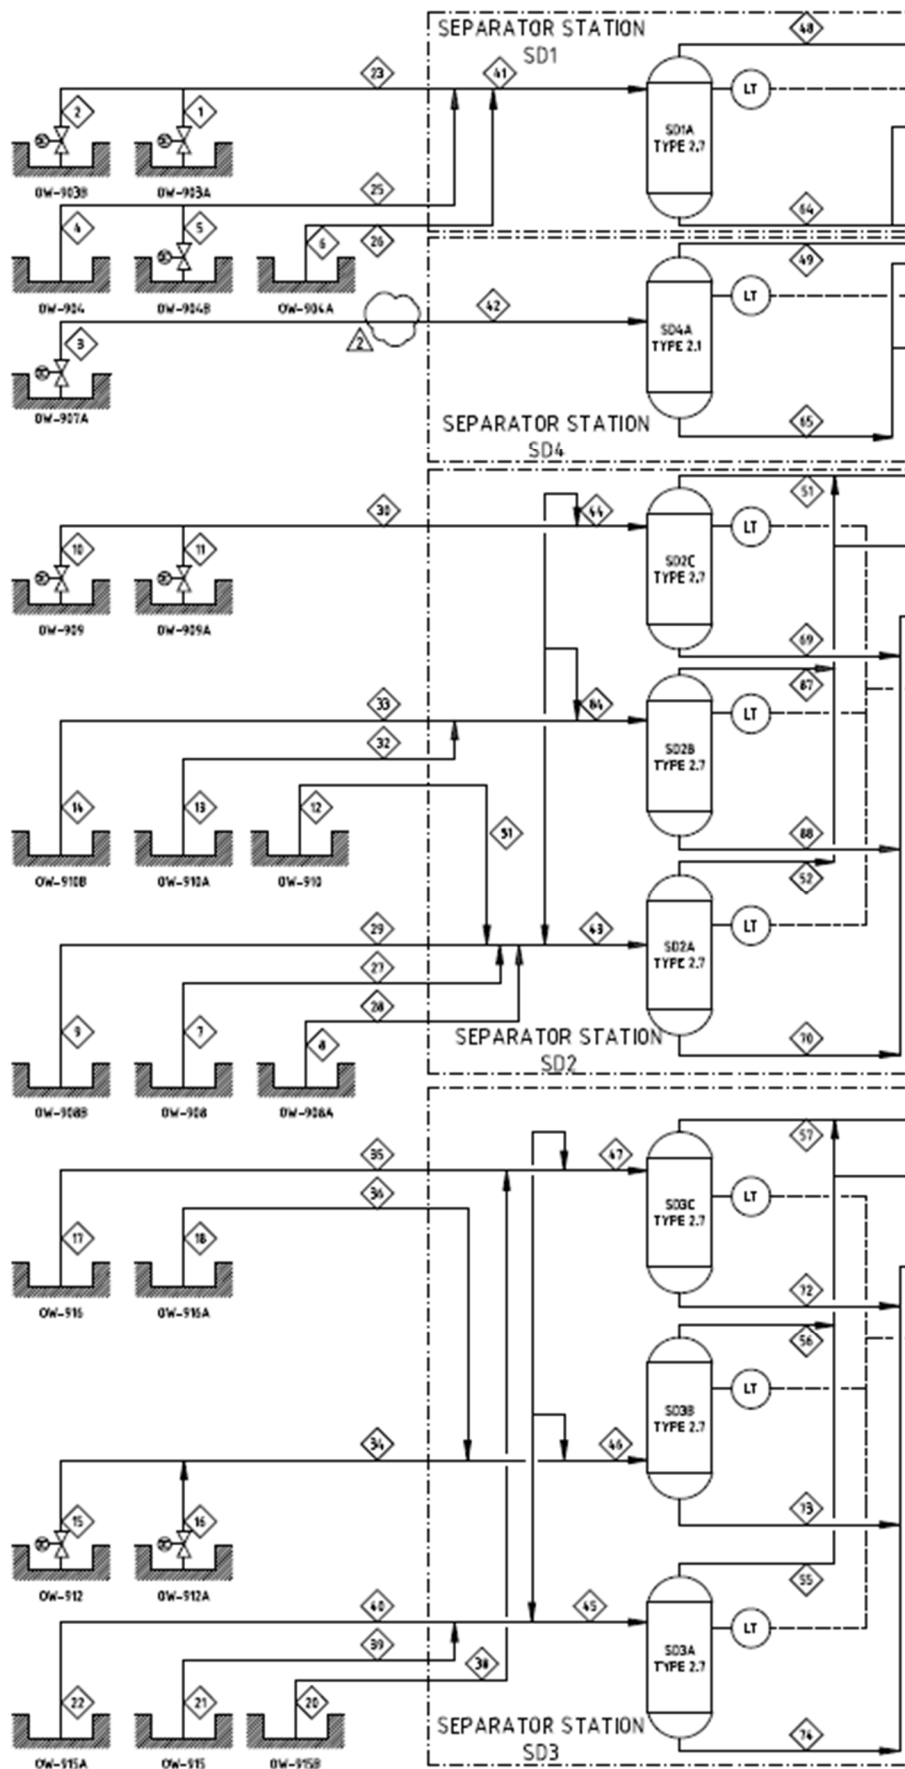 SEPARATOR STATION
SD1
48
23
41
LT
2
1
SD1A
TYPE 2.7
OW-903B
OW-903A
25
64
4
5
6
26
49
OW-904
OW-904B
OW-904A
42
LT
2
SD4A
TYPE 2.1
3
OW-907A
SEPARATOR STATION
SD4
65
51
30
44
LT
10
11
SD2C
TYPE 2.7
OW-909
OW-909A
69
87
33
84
LT
32
SD2B
TYPE 2.7
14
13
12
51
88
OW-910B
OW-910A
OW-910
52
29
43
LT
27
SD2A
TYPE 2.7
28
9
7
8
SEPARATOR STATION
SD2
70
OW-908B
OW-908
OW-908A
57
35
47
36
LT
SD3C
TYPE 2.7
17
18
72
OW-916
OW-916A
56
LT
SD3B
TYPE 2.7
34
46
15
16
73
OW-912
OW-912A
55
40
45
LT
39
38
SD3A
TYPE 2.7
22
21
20
SEPARATOR STATION
SD3
74
OW-915A
OW-915
OW-915B